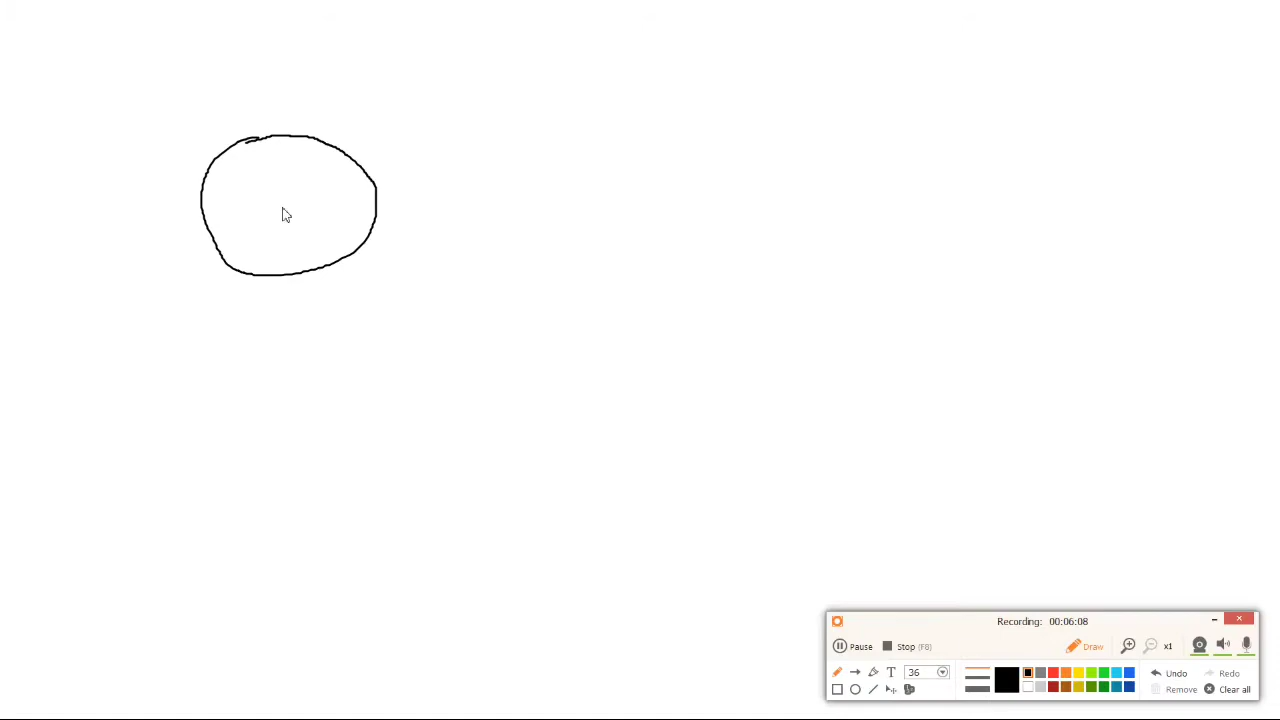 Recording: 00:06:08
Pause Stop (F8) Draw x1
T 36 Undo Redo
Remove Clear all